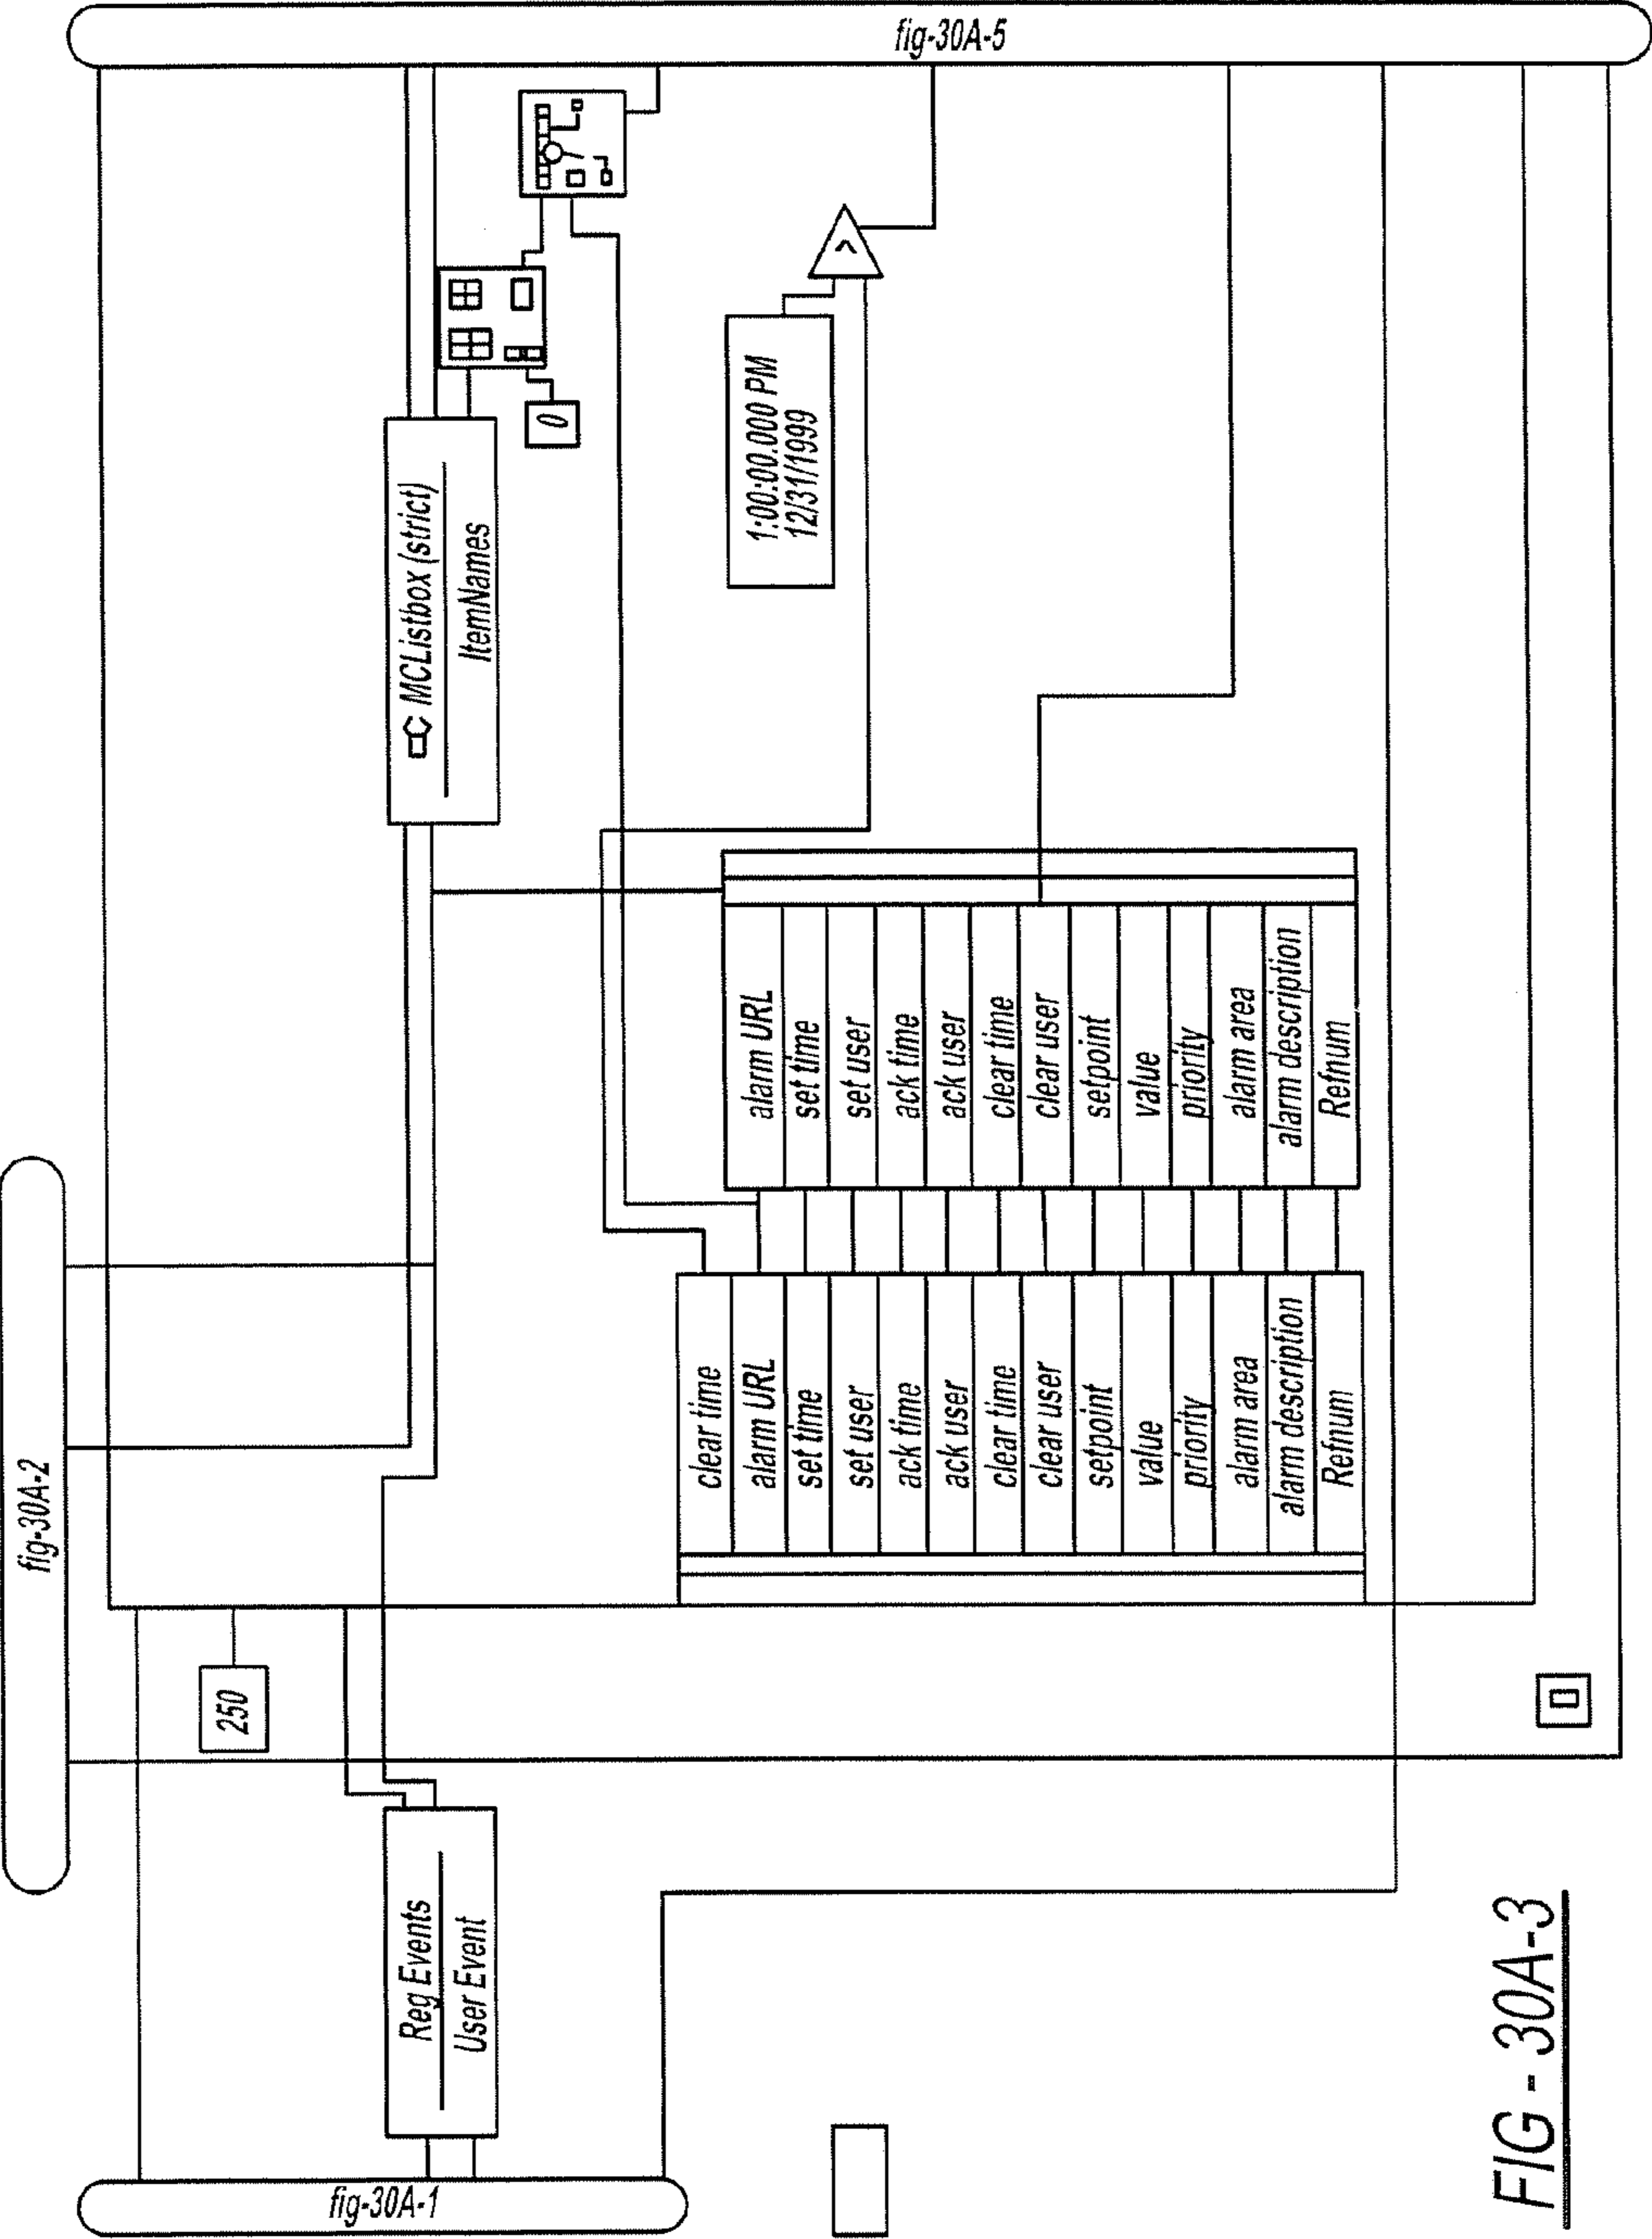 fig-30A-2
fig-30A-5
fig-30A-1
Reg Events
User Event
250
MCListbox (strict)
ItemNames
0
1:00:00.000 PM
12/31/1999
>
clear time
alarm URL
set time
set user
ack time
ack user
clear time
clear user
setpoint
value
priority
alarm area
alarm description
Refnum
alarm URL
set time
set user
ack time
ack user
clear time
clear user
setpoint
value
priority
alarm area
alarm description
Refnum
FIG - 30A-3